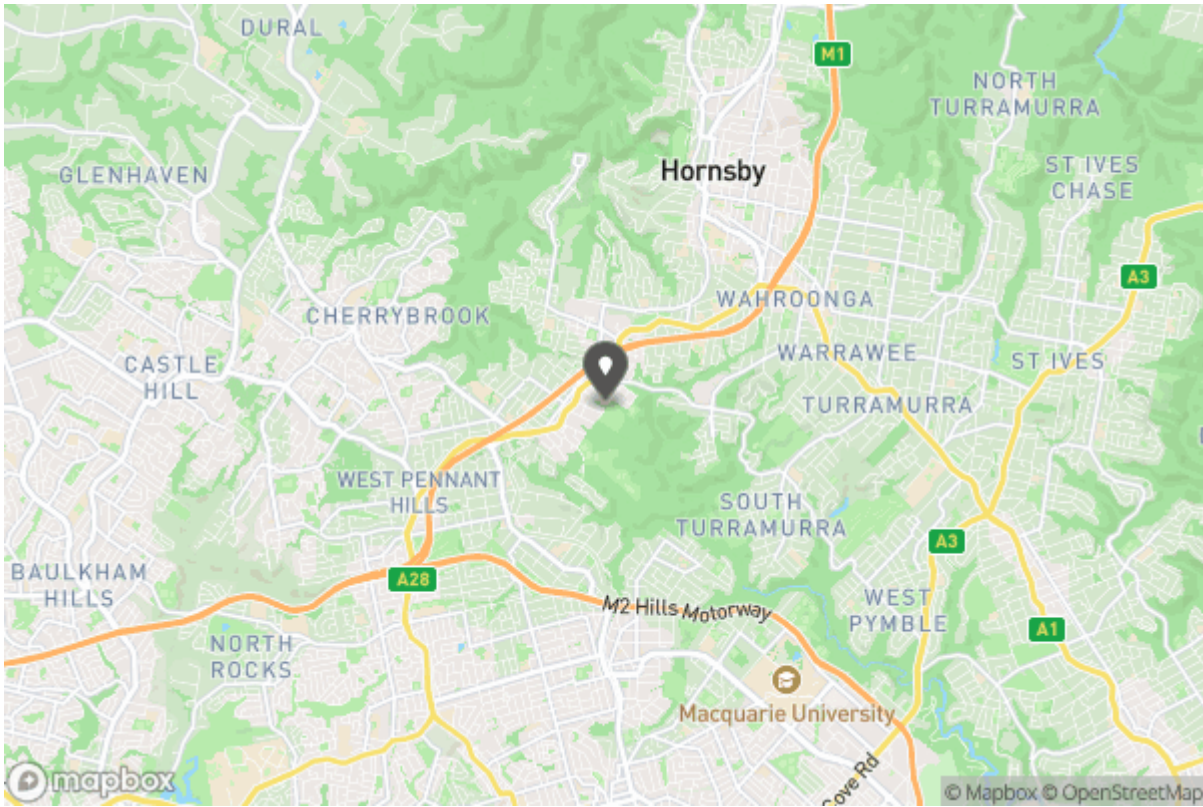 DURAL
M1
NORTH
TURRAMURRA
Hornsby
GLENHAVEN
ST IVES
CHASE
A3
WAHROONGA
CHERRYBROOK
WARRAWEE
ST IVES
CASTLE
HILL
TURRAMURRA
WEST PENNANT
HILLS
SOUTH
TURRAMURRA
A3
BAULKHAM
HILLS
A28
M2 Hills Motorway
WEST
PYMBLE
A1
NORTH
ROCKS
Macquarie University
Cove Rd
mapbox
© Mapbox © OpenStreetMap